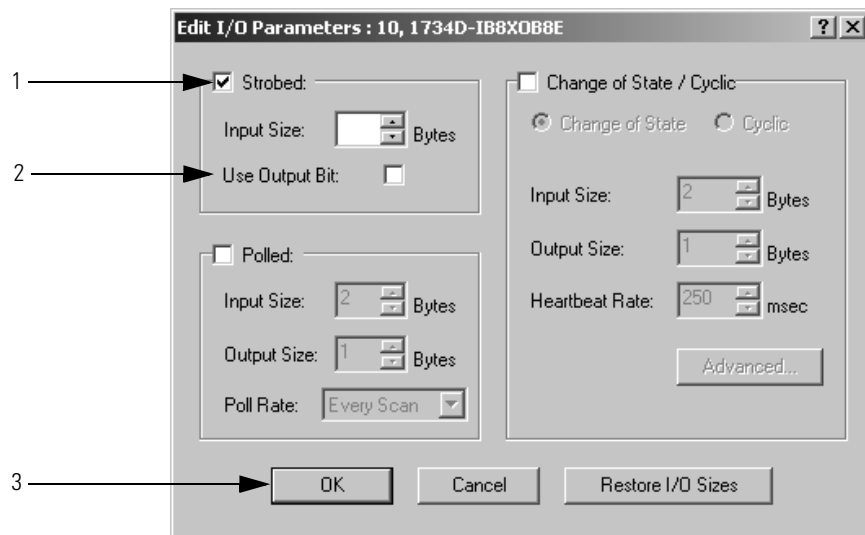 Edit I/O Parameters : 10, 1734D-IB8XOB8E
1
Strobed:
Input Size:
Bytes
2
Use Output Bit:
Polled:
Input Size:
2
Bytes
Output Size:
1
Bytes
Poll Rate:
Every Scan
Change of State / Cyclic
Change of State
Cyclic
Input Size:
2
Bytes
Output Size:
1
Bytes
Heartbeat Rate:
250
msec
Advanced...
3
OK
Cancel
Restore I/O Sizes